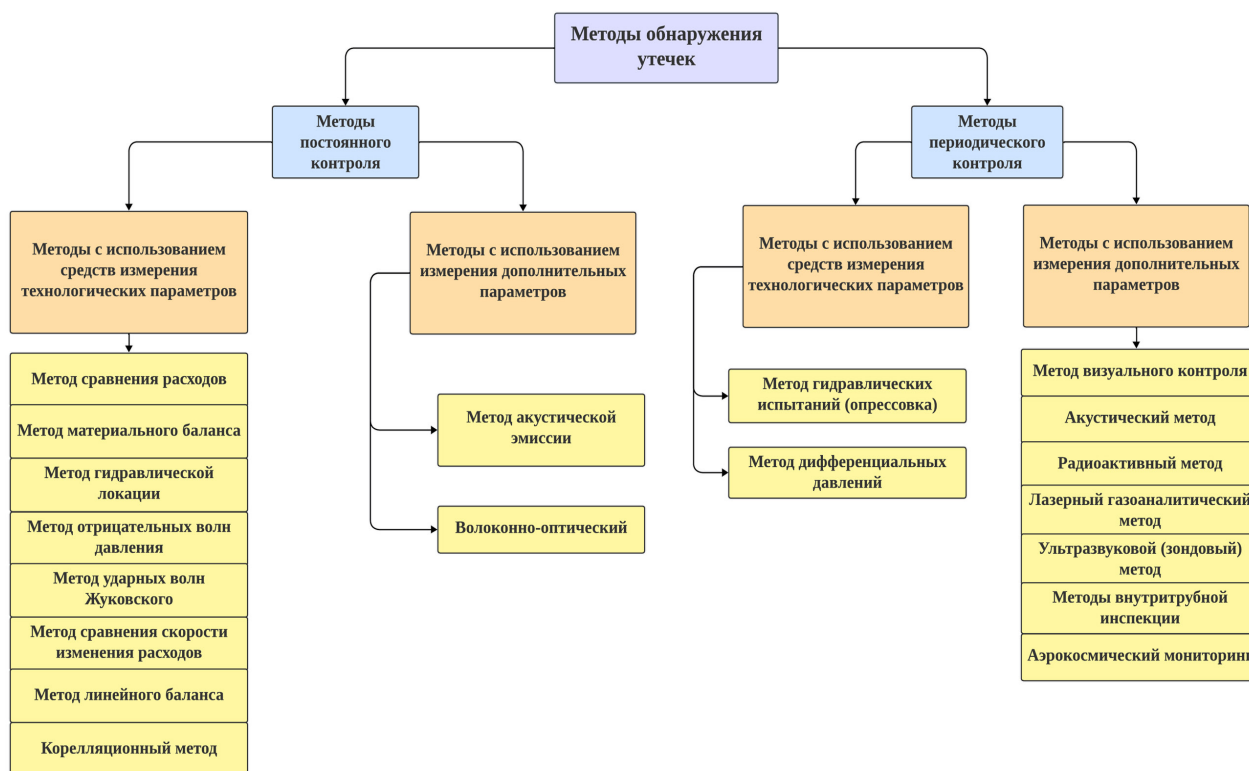 Методы обнаружения
утечек
Методы
постоянного
контроля
Методы
периодического
контроля
Методы с использованием
средств измерения
технологических параметров
Методы с использованием
измерения дополнительных
параметров
Методы с использованием
средств измерения
технологических параметров
Методы с использованием
измерения дополнительных
параметров
Метод сравнения расходов
Метод материального баланса
Метод гидравлической
локации
Метод отрицательных волн
давления
Метод ударных волн
Жуковского
Метод сравнения скорости
изменения расходов
Метод линейного баланса
Корелляционный метод
Метод акустической
эмиссии
Волоконно-оптический
Метод гидравлических
испытаний (опрессовка)
Метод дифференциальных
давлений
Метод визуального контроля
Акустический метод
Радиоактивный метод
Лазерный газоаналитический
метод
Ультразвуковой (зондовый)
метод
Методы внутритрубной
инспекции
Аэрокосмический мониторинг